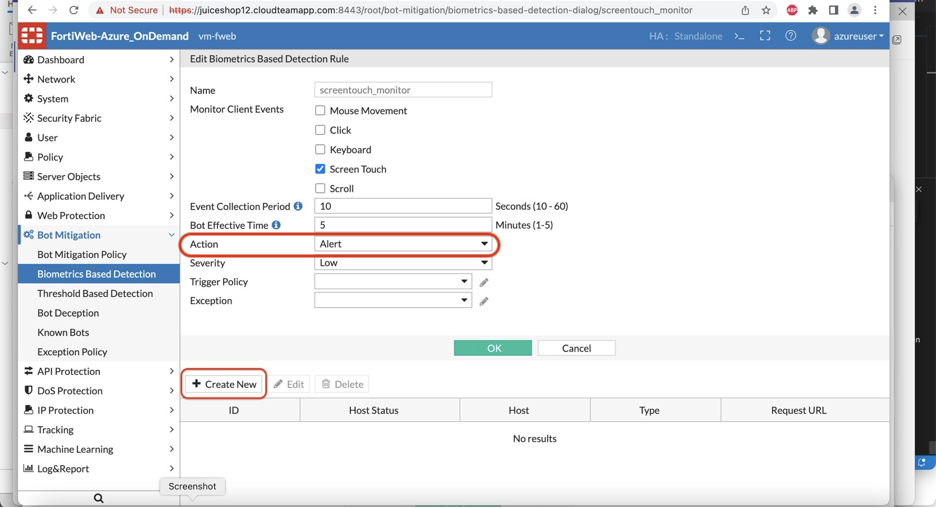 Not Secure | https://juiceshop12.cloudteamapp.com:8443/root/bot-mitigation/biometrics-based-detection-dialog/screentouch_monitor
ABP
FortiWeb-Azure_OnDemand vm-fweb HA: Standalone >_ azureuser
Dashboard
Network
System
Security Fabric
User
Policy
Server Objects
Application Delivery
Web Protection
Bot Mitigation
Bot Mitigation Policy
Biometrics Based Detection
Threshold Based Detection
Bot Deception
Known Bots
Exception Policy
API Protection
DoS Protection
IP Protection
Tracking
Machine Learning
Log&Report
Screenshot
Edit Biometrics Based Detection Rule
Name screentouch_monitor
Monitor Client Events Mouse Movement
Click
Keyboard
Screen Touch
Scroll
Event Collection Period 10 Seconds (10 - 60)
Bot Effective Time 5 Minutes (1-5)
Action Alert
Severity Low
Trigger Policy
Exception
OK Cancel
+ Create New Edit Delete
ID Host Status Host Type Request URL
No results